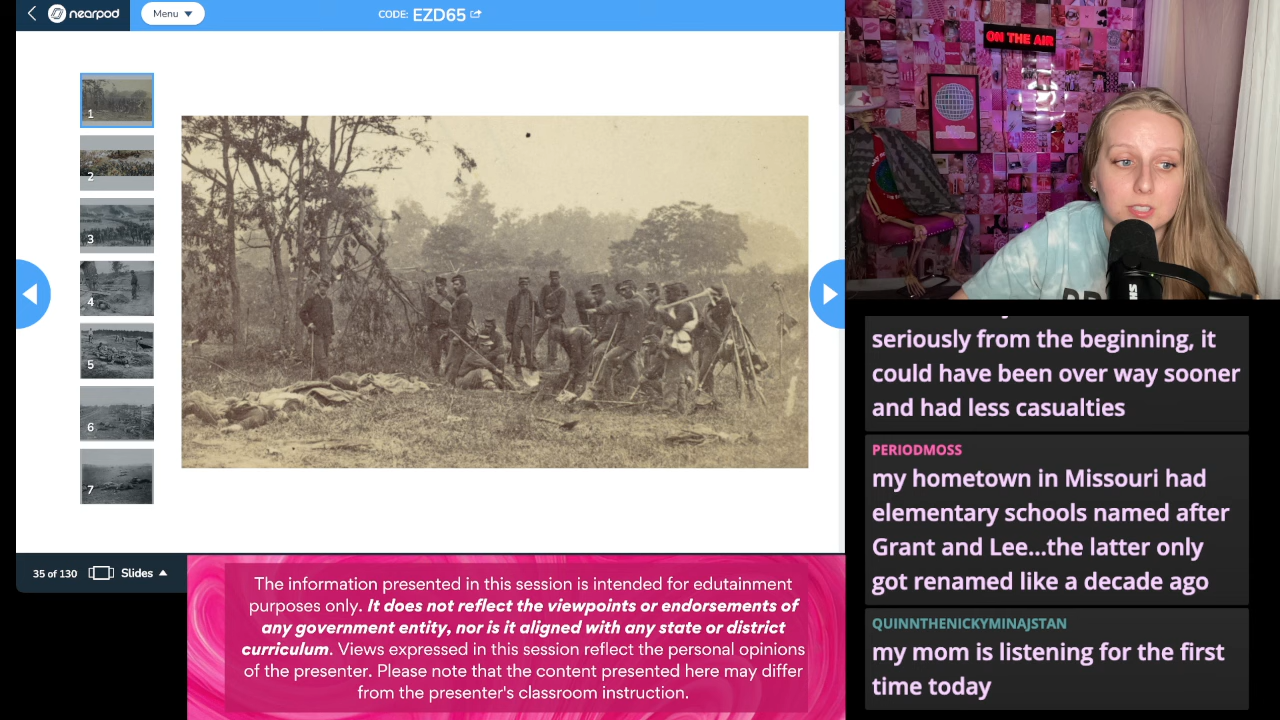 nearpod
Menu
CODE: EZD65
ON THE AIR
1
2
3
4
5
6
7
35 of 130
Slides
The information presented in this session is intended for edutainment
purposes only. It does not reflect the viewpoints or endorsements of
any government entity, nor is it aligned with any state or district
curriculum. Views expressed in this session reflect the personal opinions
of the presenter. Please note that the content presented here may differ
from the presenter's classroom instruction.
seriously from the beginning, it
could have been over way sooner
and had less casualties
PERIODMOSS
my hometown in Missouri had
elementary schools named after
Grant and Lee...the latter only
got renamed like a decade ago
QUINNTHENICKYMINAJSTAN
my mom is listening for the first
time today